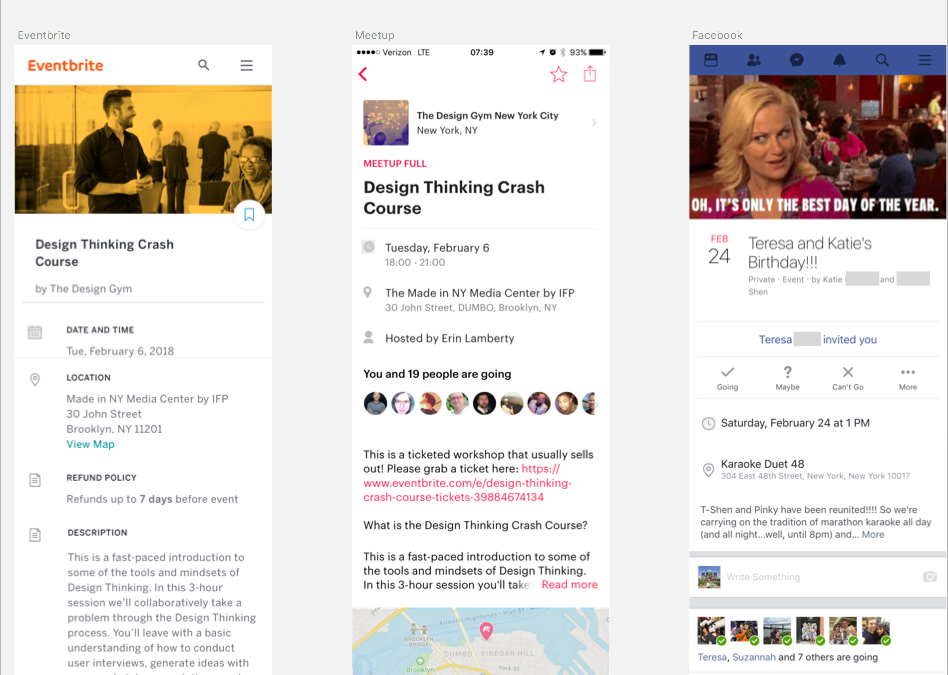 Eventbrite
Eventbrite
Design Thinking Crash
Course
by The Design Gym
DATE AND TIME
Tue, February 6, 2018
LOCATION
Made in NY Media Center by IFP
30 John Street
Brooklyn, NY 11201
View Map
REFUND POLICY
Refunds up to 7 days before event
DESCRIPTION
This is a fast-paced introduction to
some of the tools and mindsets of
Design Thinking. In this 3-hour
session we'll collaboratively take a
problem through the Design Thinking
process. You'll leave with a basic
understanding of how to conduct
user interviews, generate ideas with
Meetup
Verizon LTE 07:39 93%
The Design Gym New York City
New York, NY
MEETUP FULL
Design Thinking Crash
Course
Tuesday, February 6
18:00 - 21:00
The Made in NY Media Center by IFP
30 John Street, DUMBO, Brooklyn, NY
Hosted by Erin Lamberty
You and 19 people are going
This is a ticketed workshop that usually sells
out! Please grab a ticket here: https://
www.eventbrite.com/e/design-thinking-
crash-course-tickets-39884674134
What is the Design Thinking Crash Course?
This is a fast-paced introduction to some of
the tools and mindsets of Design Thinking.
In this 3-hour session you'll take Read more
Atlantic Highlands
BROOKLYN
BRIDGE
DUMBO
VINEGAR HILL
York St
Brooklyn
Facebook
OH, IT'S ONLY THE BEST DAY OF THE YEAR.
FEB
24
Teresa and Katie's
Birthday!!!
Private · Event · by Katie and
Shen
Teresa invited you
Going
Maybe
Can't Go
More
Saturday, February 24 at 1 PM
Karaoke Duet 48
304 East 48th Street, New York, New York 10017
T-Shen and Pinky have been reunited!!!! So we're
carrying on the tradition of marathon karaoke all day
(and all night...well, until 8pm) and... More
Write Something
Teresa, Suzannah and 7 others are going